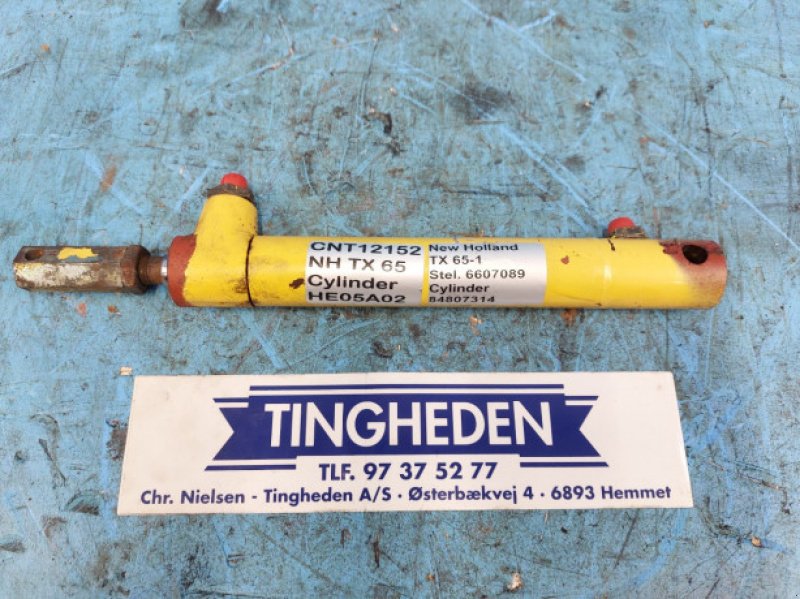 CNT12152
NH TX 65
Cylinder
HE05A02
New Holland
TX 65-1
Stel. 6607089
Cylinder
84807314
TINGHEDEN
TLF. 97 37 52 77
Chr. Nielsen - Tingheden A/S · Østerbækvej 4 · 6893 Hemmet